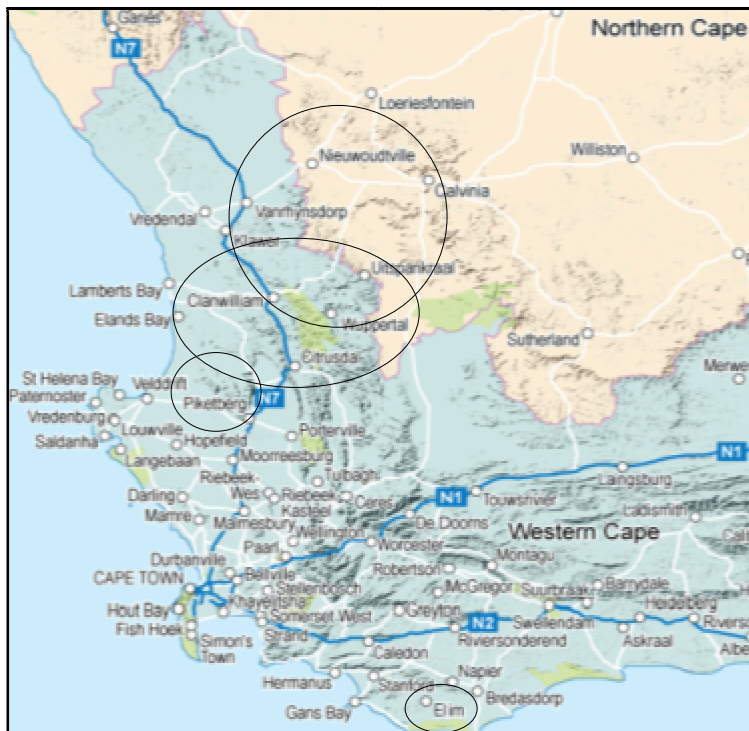 Garies
Northern Cape
N7
Loeriesfontein
Nieuwoudtville
Williston
Calvinia
Vanrhynsdorp
Vredendal
Klawer
Uitspankraal
Lamberts Bay
Clanwilliam
Elands Bay
Wuppertal
Sutherland
Citrusdal
St Helena Bay
Velddrift
Merwe
Paternoster
Piketberg
N7
Vredenburg
Louwville
Porterville
Saldanha
Hopefield
Langebaan
Moorreesburg
N1
Riebeek-
Wes
Tulbagh
Laingsburg
Darling
Riebeek
Kasteel
Ceres
N1
Touwsrivier
Mamre
Malmesbury
De Doorns
Ladismith
Wellington
Western Cape
Paarl
Worcester
Durbanville
Montagu
Bellville
Robertson
CAPE TOWN
Stellenbosch
McGregor
Suurbraak
Barrydale
Hout Bay
Khayelitsha
Greyton
Heidelberg
Somerset West
N2
Swellendam
Riversd
Fish Hoek
Strand
Riviersonderend
Askraal
Simon's
Town
Caledon
Albe
Hermanus
Stanford
Napier
Gans Bay
Bredasdorp
Elim